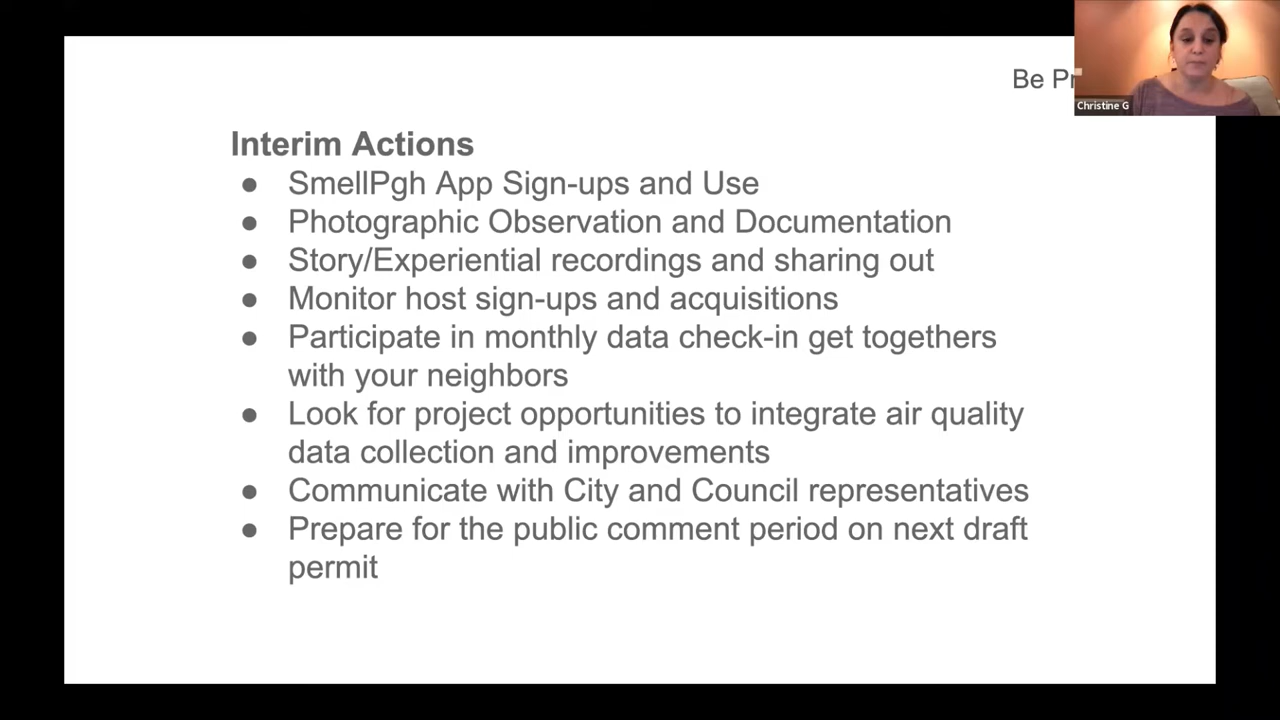 Be
Christine G
Interim Actions
● SmellPgh App Sign-ups and Use
● Photographic Observation and Documentation
● Story/Experiential recordings and sharing out
● Monitor host sign-ups and acquisitions
● Participate in monthly data check-in get togethers
with your neighbors
● Look for project opportunities to integrate air quality
data collection and improvements
● Communicate with City and Council representatives
● Prepare for the public comment period on next draft
permit